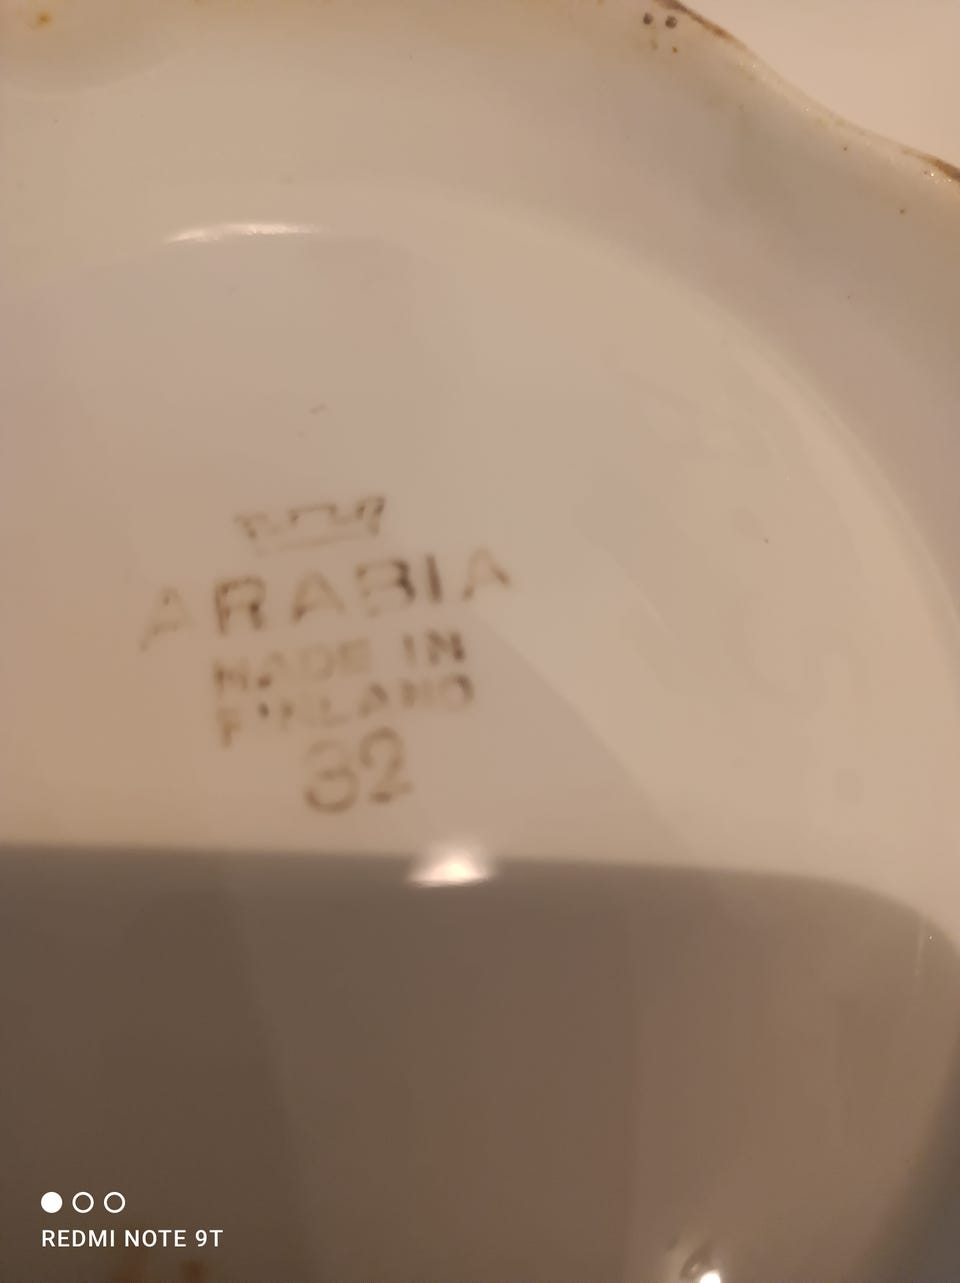 ARABIA
MADE IN
FINLAND
32
REDMI NOTE 9T